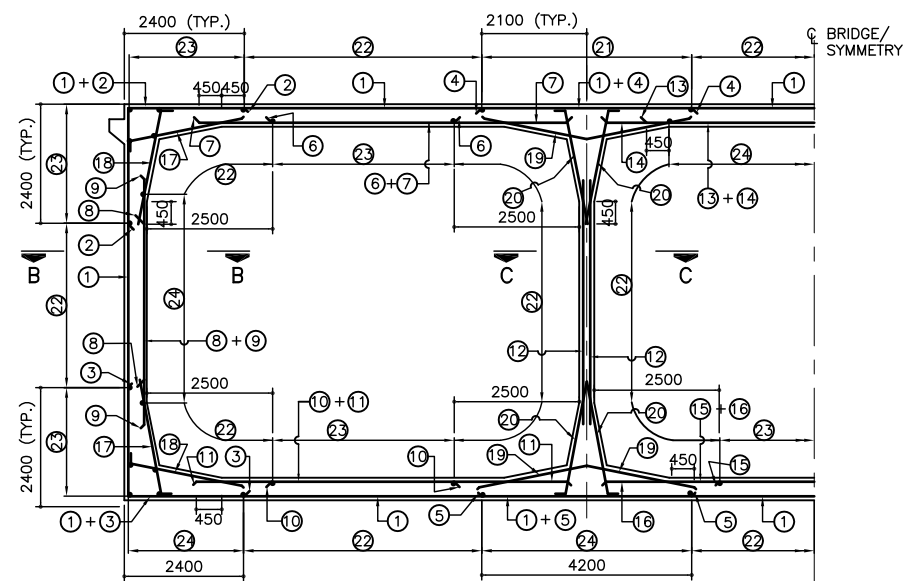 2400 (TYP.) 2100 (TYP.)
23 22 21 22
℄ BRIDGE/
SYMMETRY
1 + 2 450 450 2 1 4 7 1 + 4 13 4 1
2400 (TYP.) 23
18 17 7 6 6 19 14 450
9 22 23 22 24
6 + 7 20 20 13 + 14
8 450 2500 2500 450
2
B B C C
1
22 24 22 22
8 8 + 9 12 12
3
2500 10 + 11 2500 2500 15 + 16
9 22 23 20 20 23
2400 (TYP.) 23
17 18 11 3 10 19 11 19 450 15
1 + 3 450 10 1 5 1 + 5 16 5 1
24 22 24 22
2400 4200